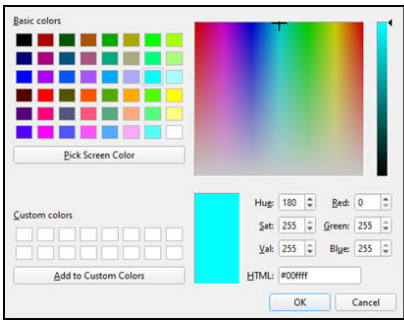 Basic colors
Pick Screen Color
Custom colors
Add to Custom Colors
Hue: 180 Red: 0
Sat: 255 Green: 255
Val: 255 Blue: 255
HTML: #00ffff
OK Cancel